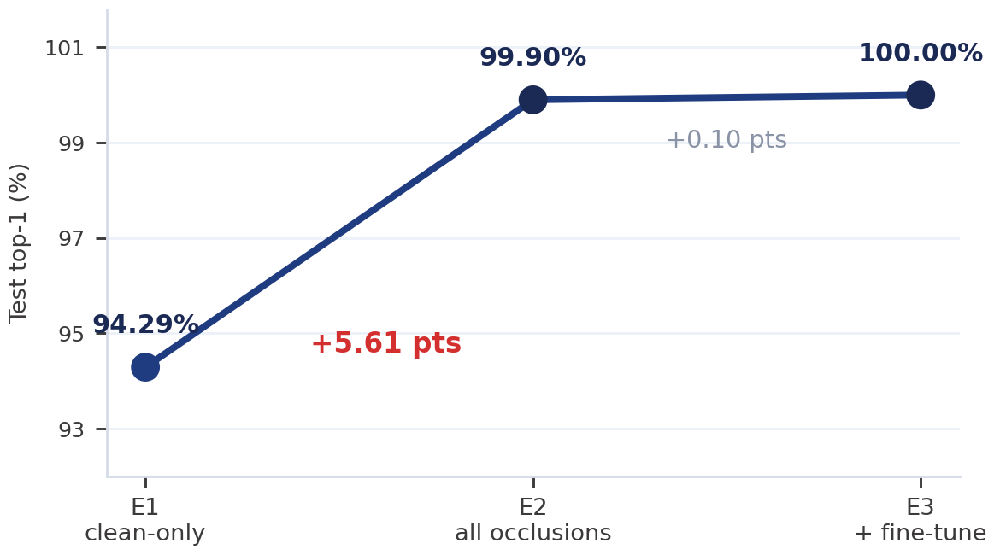 Test top-1 (%)
101
99
97
95
93
94.29%
99.90%
100.00%
+5.61 pts
+0.10 pts
E1
clean-only
E2
all occlusions
E3
+ fine-tune